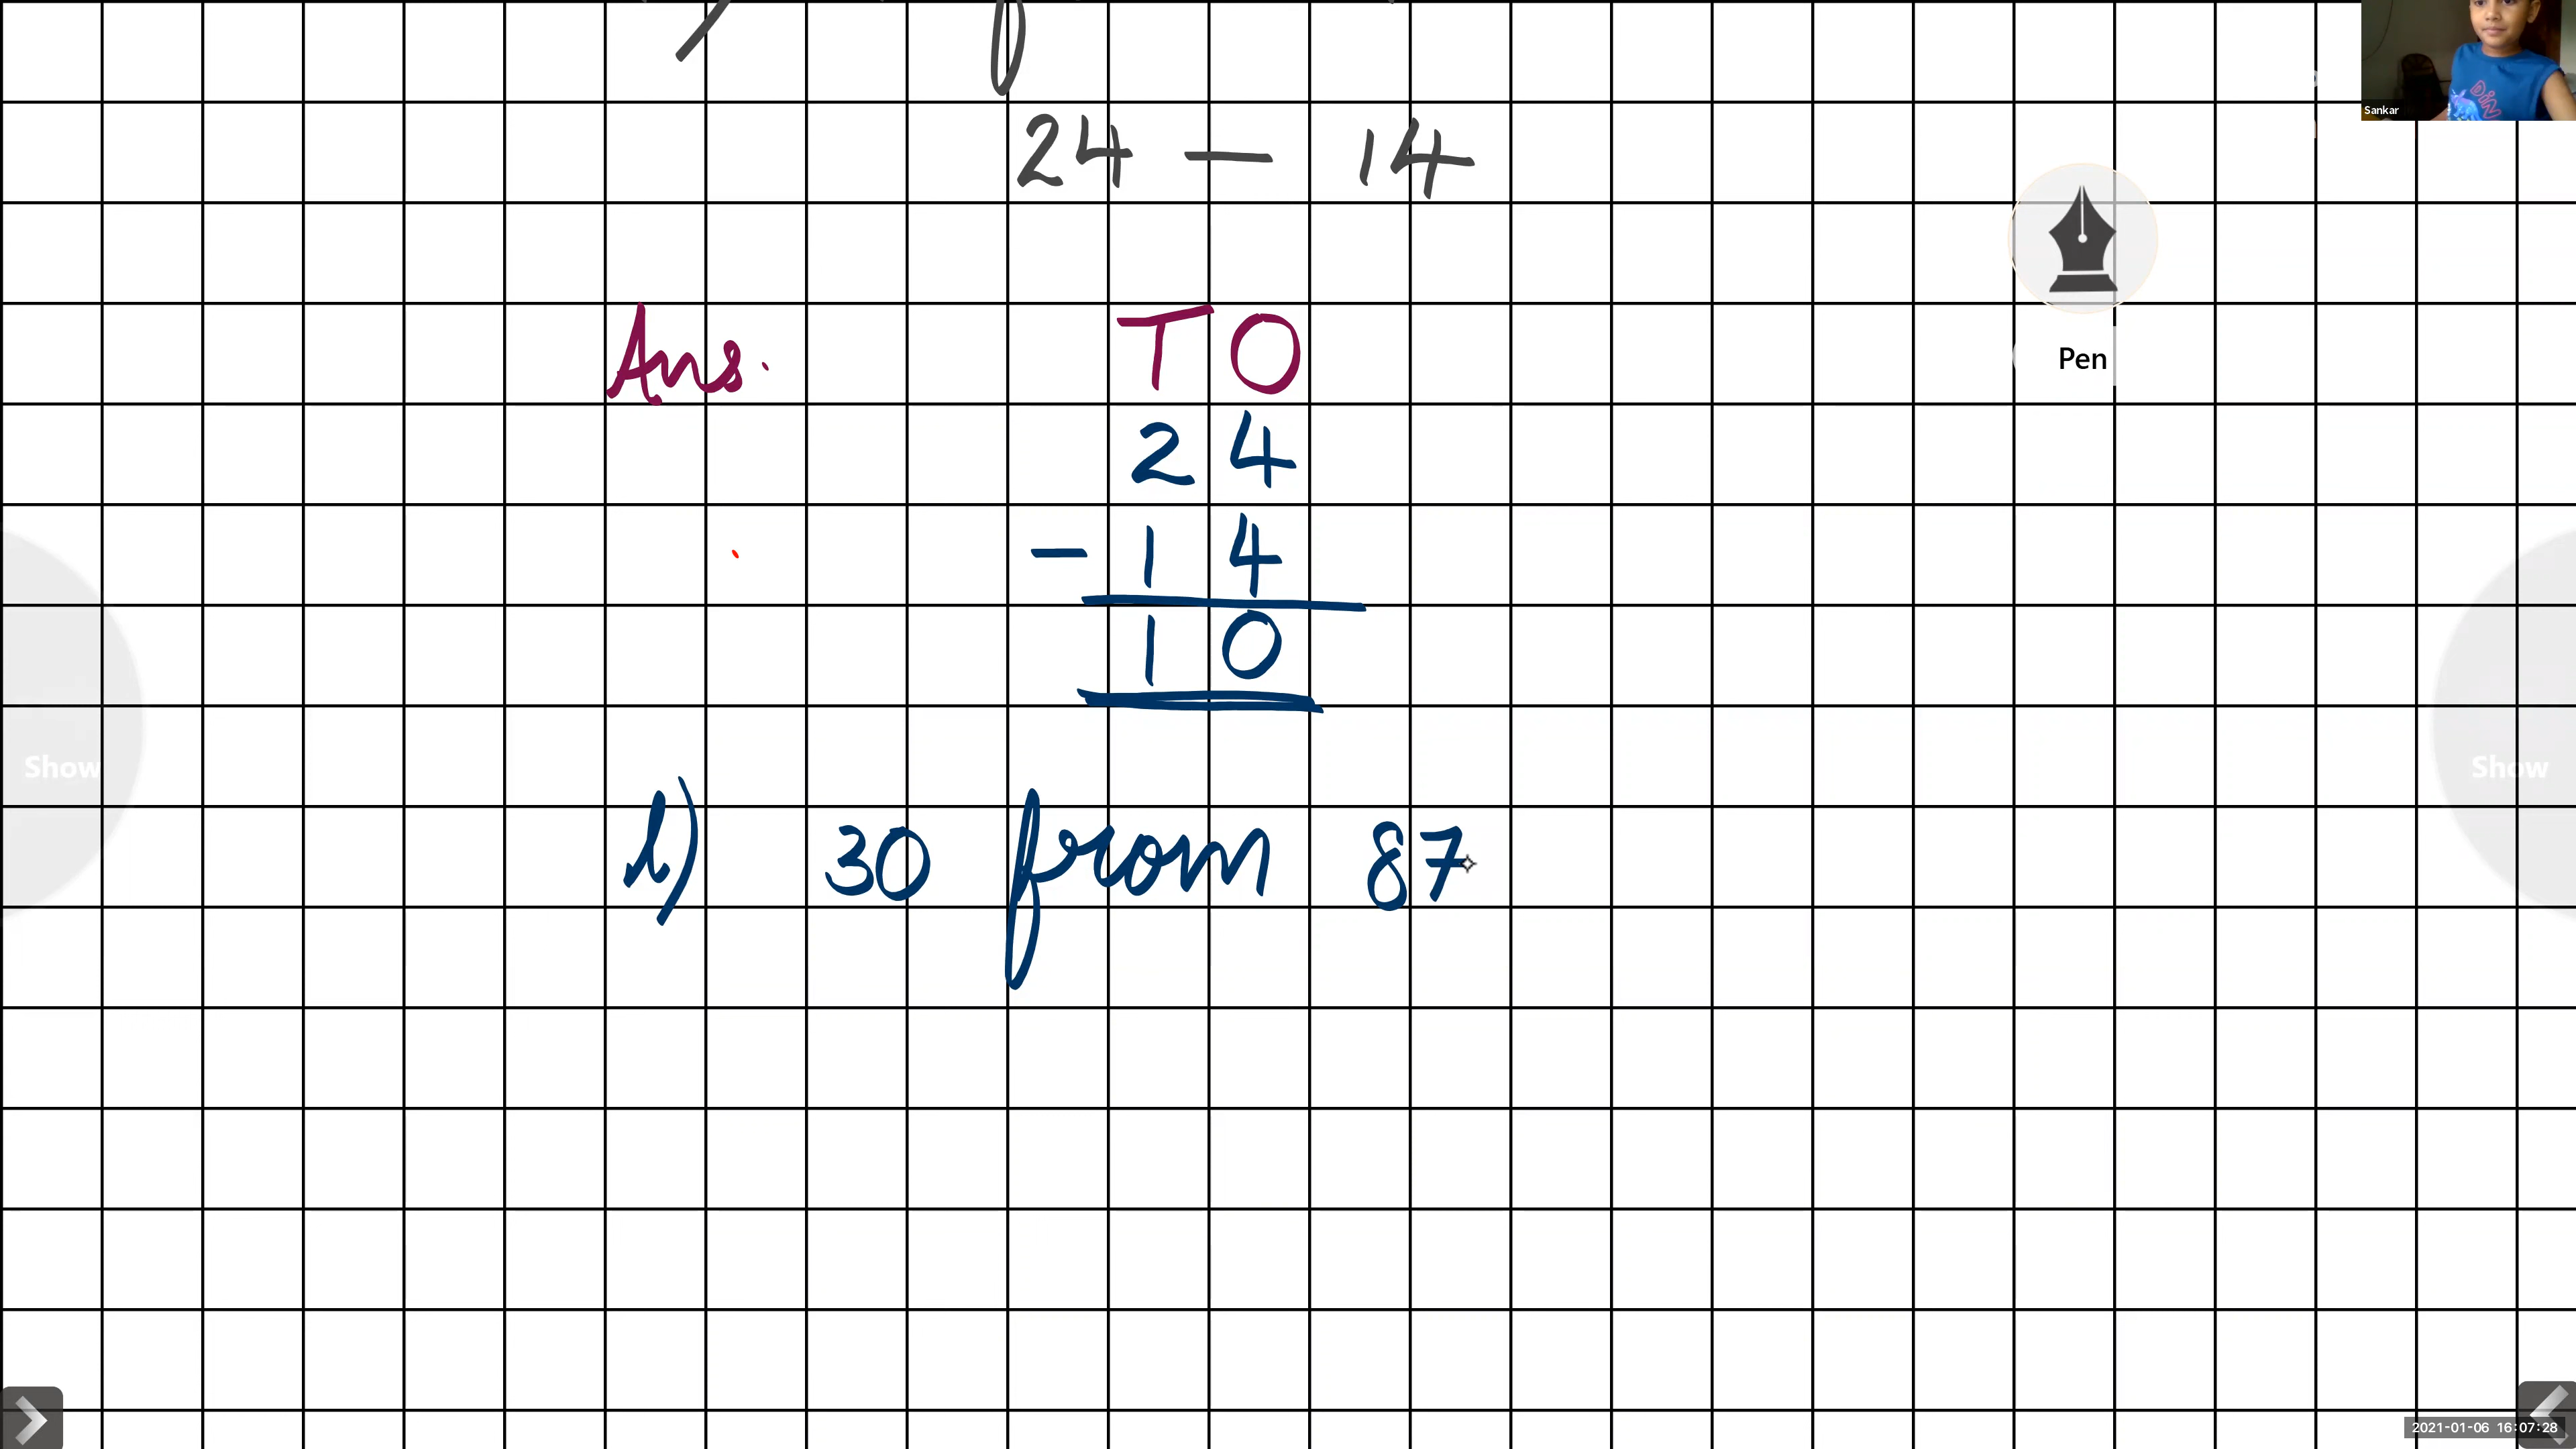 Sankar
24 — 14
Pen
Ans. T O
2 4
- 1 4
1 0
Show
Show
b) 30 from 87
2021-01-06 16:07:28